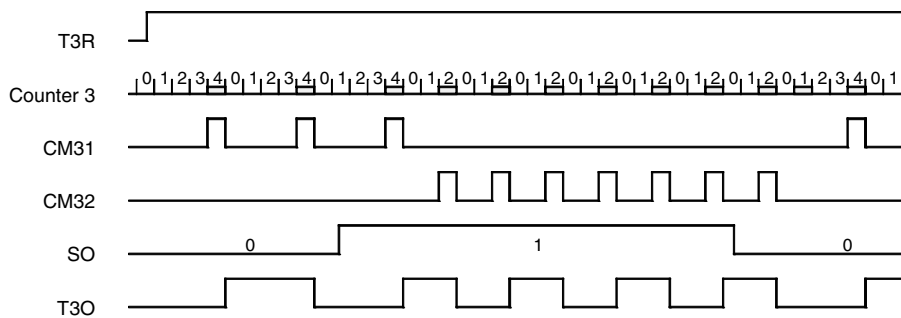 T3R
Counter 3 0 1 2 3 4 0 1 2 3 4 0 1 2 3 4 0 1 2 0 1 2 0 1 2 0 1 2 0 1 2 0 1 2 0 1 2 0 1 2 3 4 0 1
CM31
CM32
SO 0 1 0
T3O